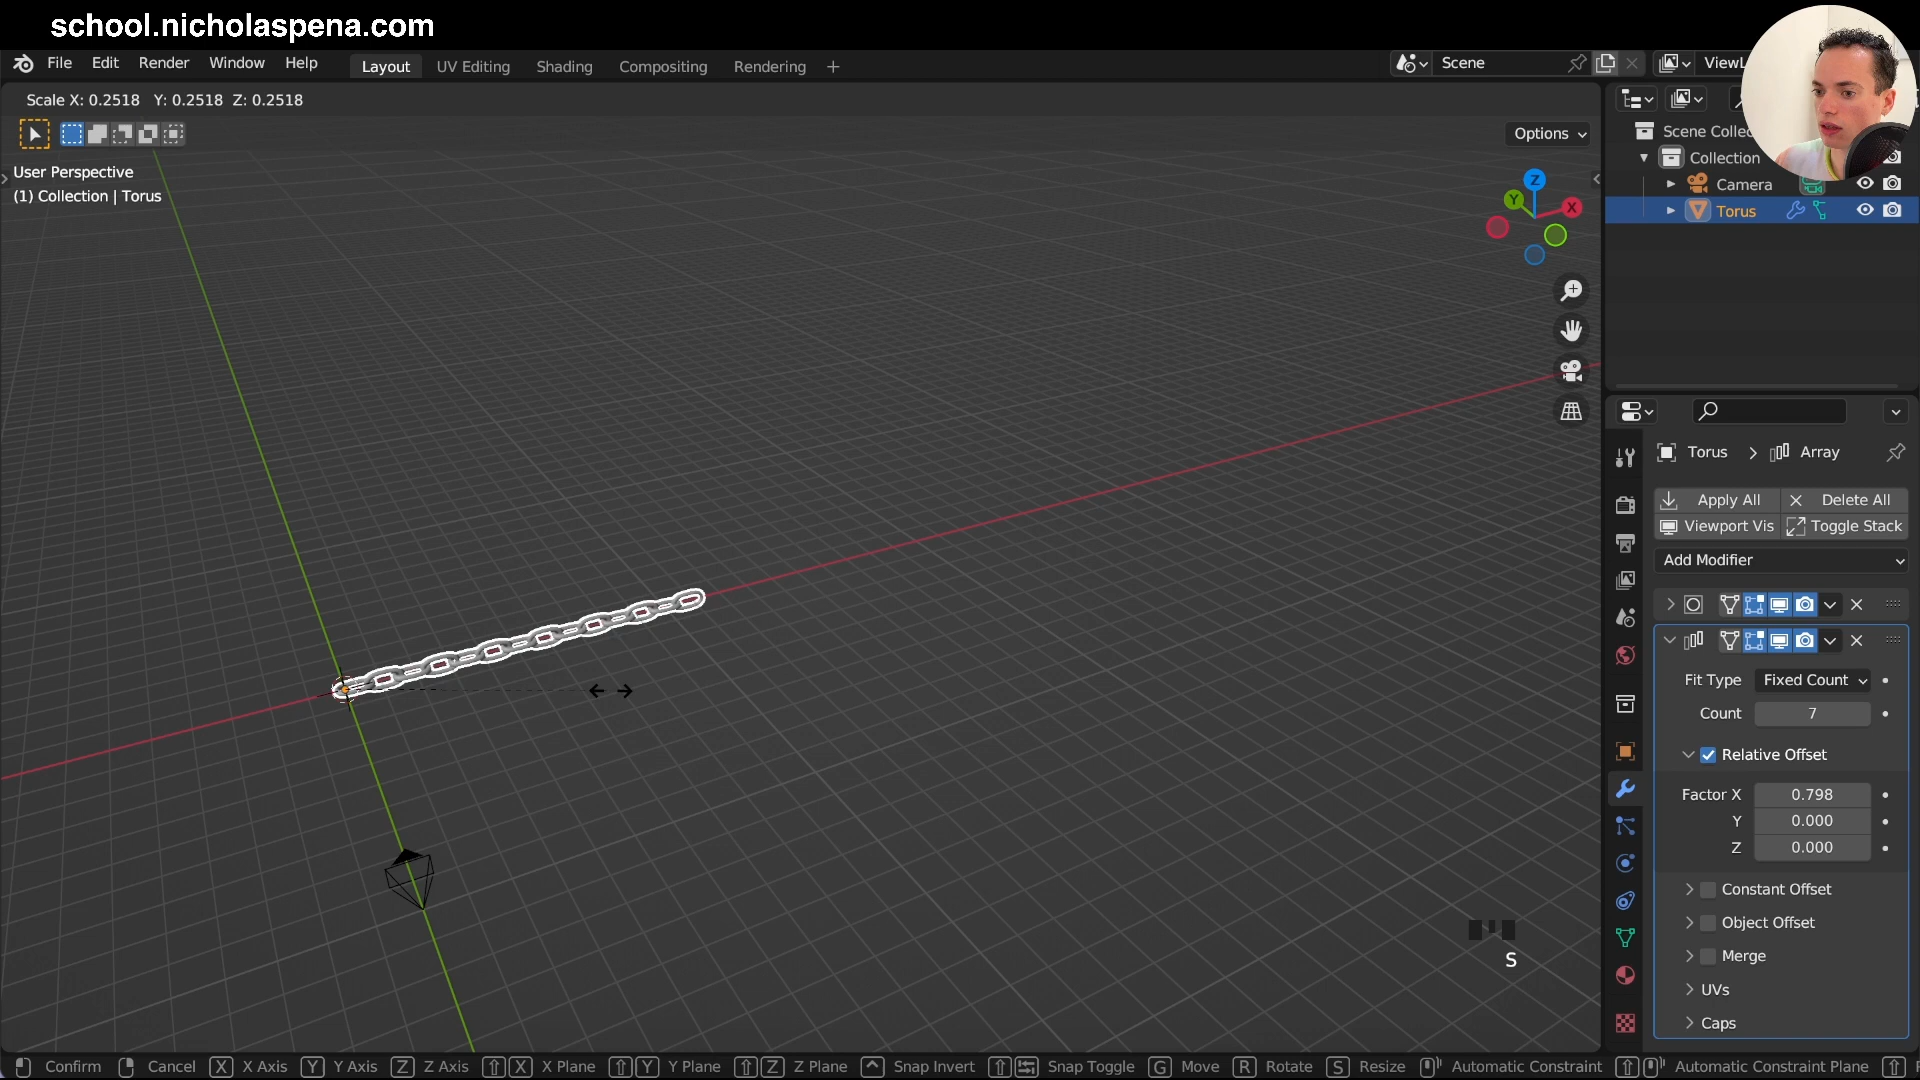 school.nicholaspena.com
File Edit Render Window Help
Layout UV Editing Shading Compositing Rendering
Scene
Scale X: 0.2518 Y: 0.2518 Z: 0.2518
Options
User Perspective
(1) Collection | Torus
Z
Y
X
Collection
Camera
Torus
Torus > Array
Apply All Delete All
Viewport Vis Toggle Stack
Add Modifier
Fit Type Fixed Count
Count 7
Relative Offset
Factor X 0.798
Y 0.000
Z 0.000
Constant Offset
Object Offset
Merge
UVs
Caps
S
Confirm Cancel X X Axis Y Y Axis Z Z Axis X X Plane Y Y Plane Z Z Plane Snap Invert Snap Toggle G Move R Rotate S Resize Automatic Constraint Automatic Constraint Plane